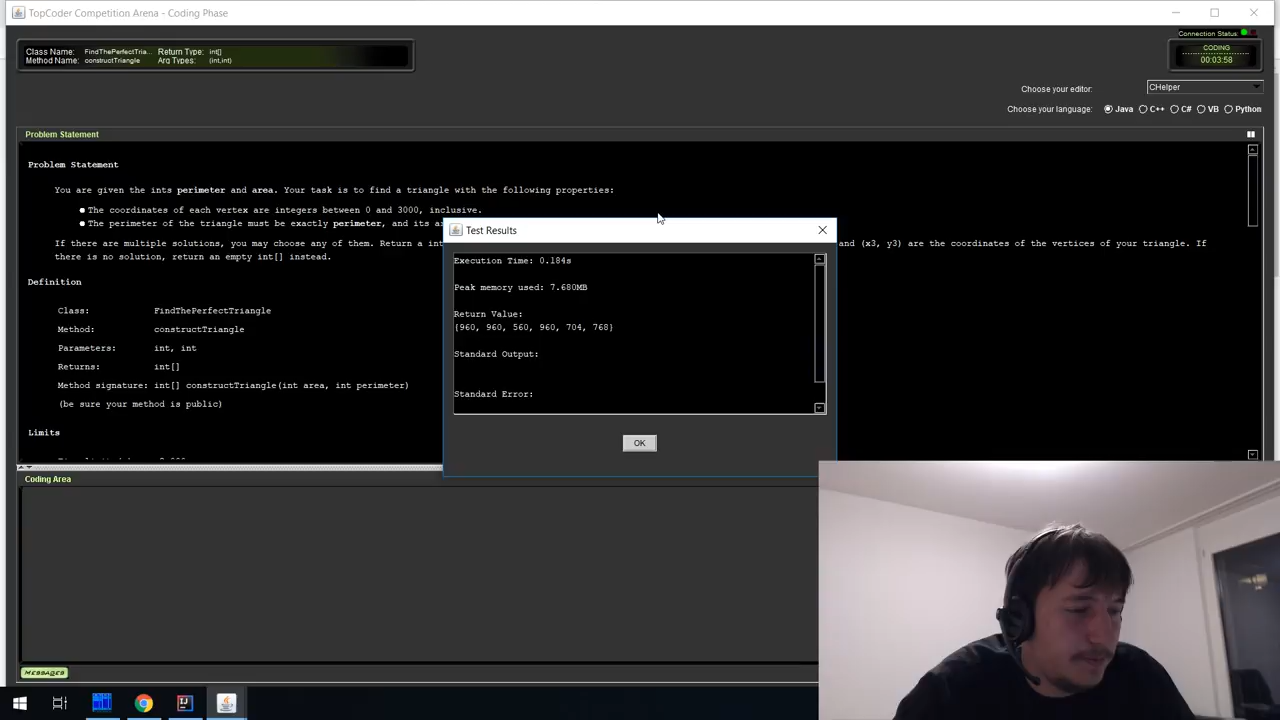 TopCoder Competition Arena - Coding Phase
Connection Status:
Class Name: FindThePerfectTria... Return Type: int[]
Method Name: constructTriangle Arg Types: (int,int)
CODING
00:03:58
Choose your editor: CHelper
Choose your language: Java C++ C# VB Python
Problem Statement
Problem Statement
You are given the ints perimeter and area. Your task is to find a triangle with the following properties:
The coordinates of each vertex are integers between 0 and 3000, inclusive.
The perimeter of the triangle must be exactly perimeter, and its
If there are multiple solutions, you may choose any of them. Return a and (x3, y3) are the coordinates of the vertices of your triangle. If
there is no solution, return an empty int[] instead.
Definition
Class: FindThePerfectTriangle
Method: constructTriangle
Parameters: int, int
Returns: int[]
Method signature: int[] constructTriangle(int area, int perimeter)
(be sure your method is public)
Limits
Test Results
Execution Time: 0.184s
Peak memory used: 7.680MB
Return Value:
{960, 960, 560, 960, 704, 768}
Standard Output:
Standard Error:
OK
Coding Area
MESSAGES